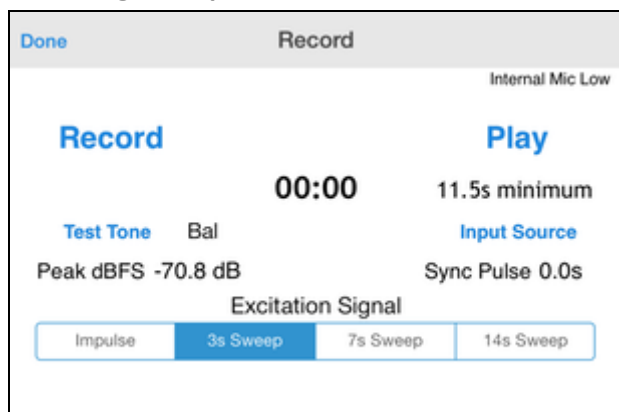 Done Record
Internal Mic Low
Record Play
00:00 11.5s minimum
Test Tone Bal Input Source
Peak dBFS -70.8 dB Sync Pulse 0.0s
Excitation Signal
Impulse 3s Sweep 7s Sweep 14s Sweep